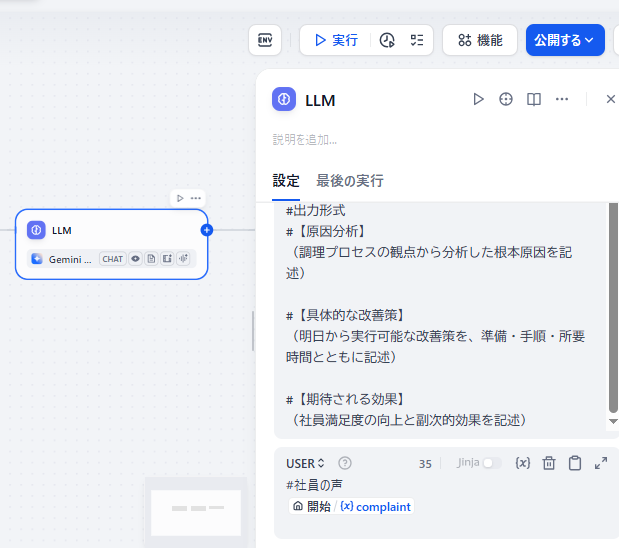 ENV
実行
機能
公開する
LLM
説明を追加...
設定 最後の実行
LLM
Gemini ... CHAT
#出力形式
#【原因分析】
（調理プロセスの観点から分析した根本原因を記
述）
#【具体的な改善策】
（明日から実行可能な改善策を、準備・手順・所要
時間とともに記述）
#【期待される効果】
（社員満足度の向上と副次的効果を記述）
USER 35 Jinja {x}
#社員の声
開始 / {x} complaint